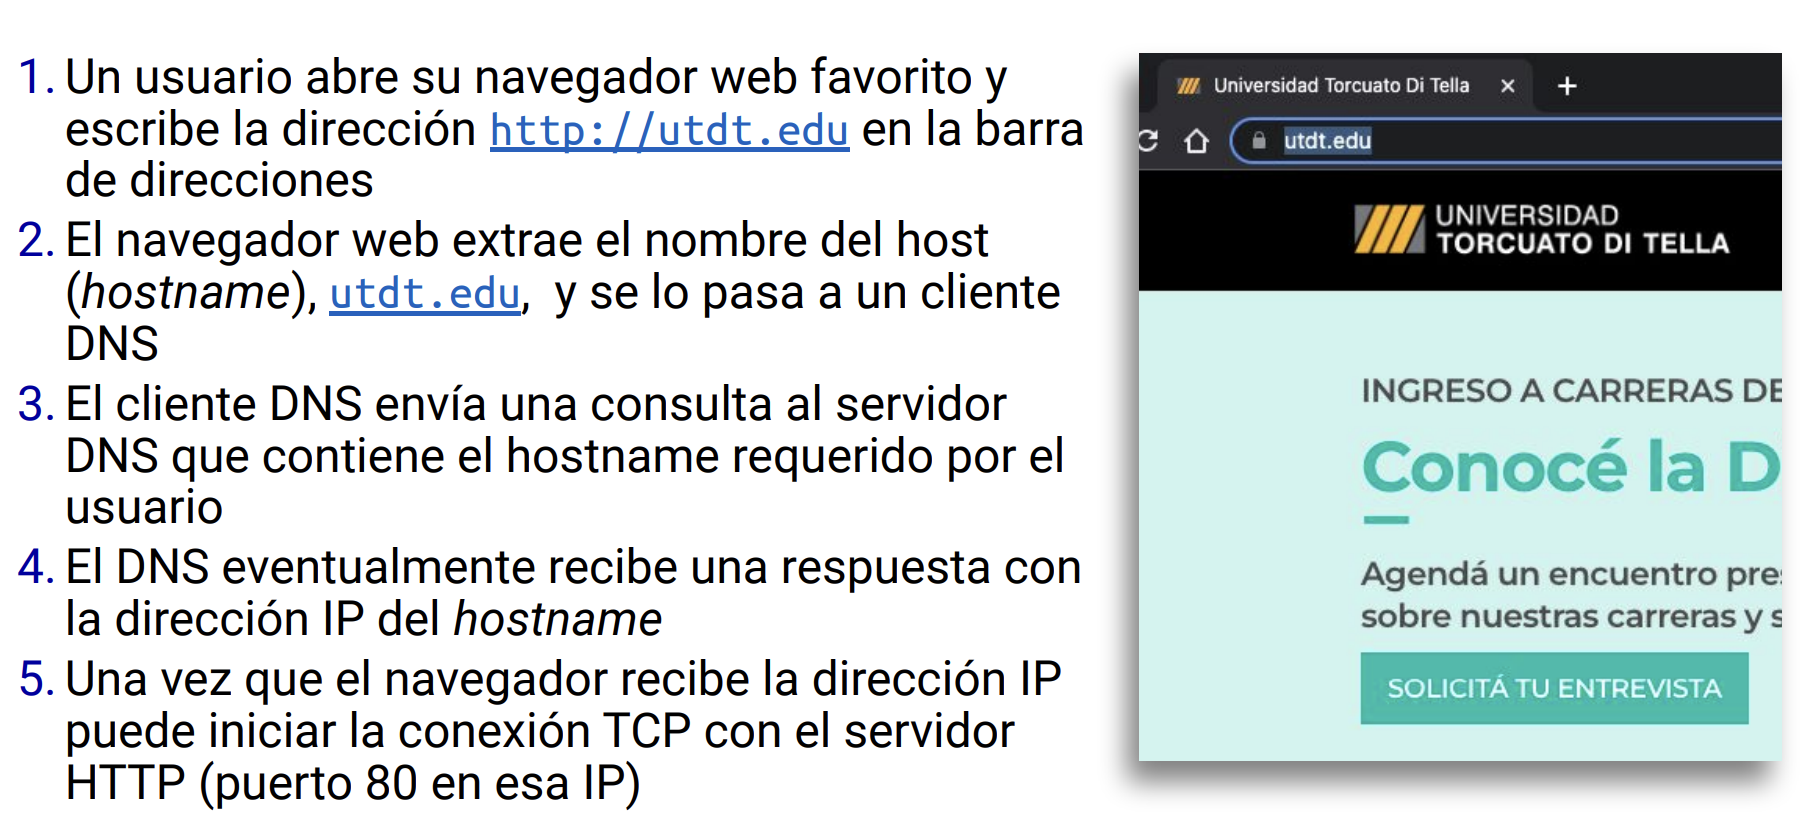 1. Un usuario abre su navegador web favorito y
escribe la dirección http://utdt.edu en la barra
de direcciones
2. El navegador web extrae el nombre del host
(hostname), utdt.edu, y se lo pasa a un cliente
DNS
3. El cliente DNS envía una consulta al servidor
DNS que contiene el hostname requerido por el
usuario
4. El DNS eventualmente recibe una respuesta con
la dirección IP del hostname
5. Una vez que el navegador recibe la dirección IP
puede iniciar la conexión TCP con el servidor
HTTP (puerto 80 en esa IP)
Universidad Torcuato Di Tella
utdt.edu
UNIVERSIDAD
TORCUATO DI TELLA
INGRESO A CARRERAS DE
Conocé la D
Agendá un encuentro pre
sobre nuestras carreras y s
SOLICITÁ TU ENTREVISTA